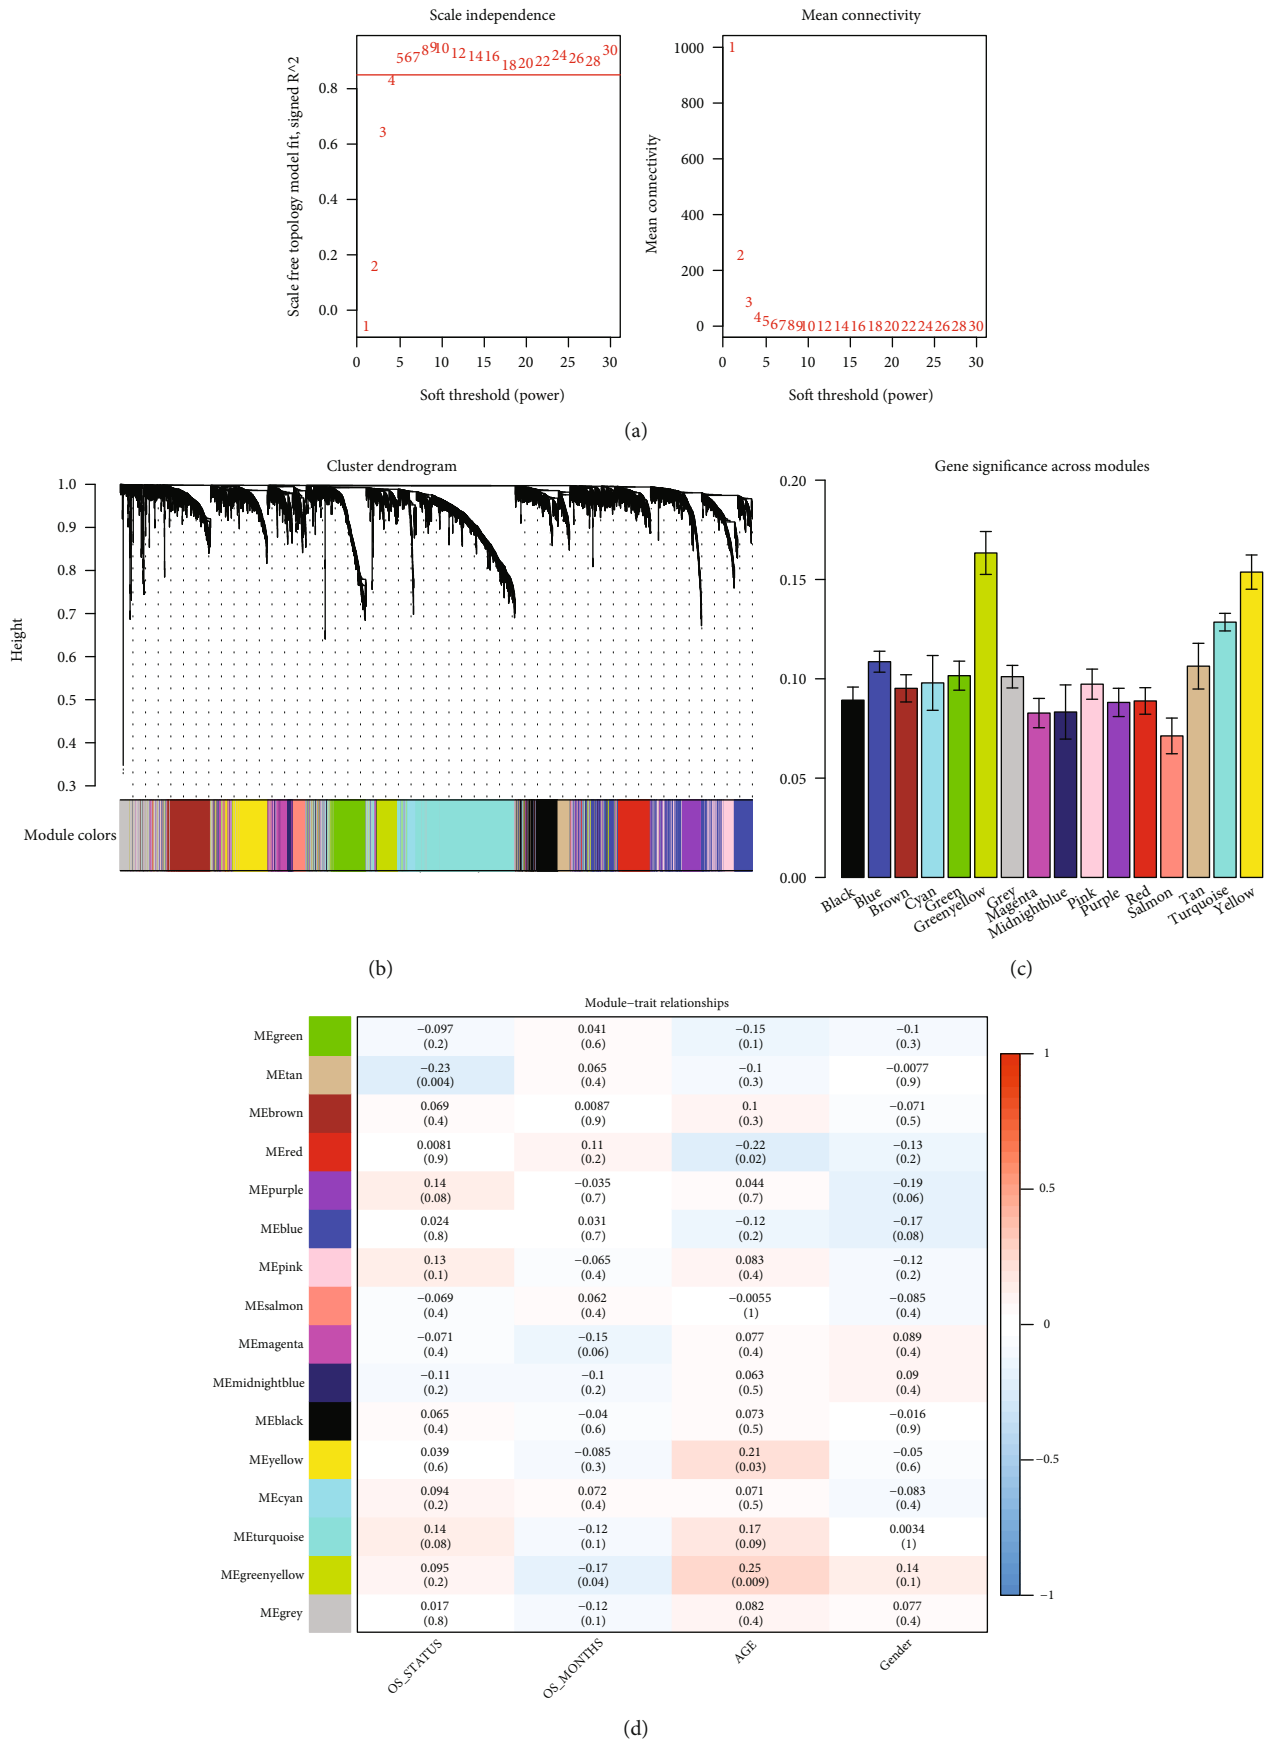 Scale independence
Mean connectivity
Scale free topology model fit, signed R^2
0.8
0.6
0.4
0.2
0.0
1 2 3 4 5 6 7 8 9 10 12 14 16 18 20 22 24 26 28 30
0 5 10 15 20 25 30
Soft threshold (power)
Mean connectivity
1000
800
600
400
200
0
1 2 3 4 5 6 7 8 9 10 12 14 16 18 20 22 24 26 28 30
0 5 10 15 20 25 30
Soft threshold (power)
(a)
Cluster dendrogram
Height
1.0
0.9
0.8
0.7
0.6
0.5
0.4
0.3
Module colors
(b)
Gene significance across modules
0.20
0.15
0.10
0.05
0.00
Black
Blue
Brown
Cyan
Green
Greenyellow
Grey
Magenta
Midnightblue
Pink
Purple
Red
Salmon
Tan
Turquoise
Yellow
(c)
Module−trait relationships
MEgreen −0.097 0.041 −0.15 −0.1
(0.2) (0.6) (0.1) (0.3)
MEtan −0.23 0.065 −0.1 −0.0077
(0.004) (0.4) (0.3) (0.9)
MEbrown 0.069 0.0087 0.1 −0.071
(0.4) (0.9) (0.3) (0.5)
MEred 0.0081 0.11 −0.22 −0.13
(0.9) (0.2) (0.02) (0.2)
MEpurple 0.14 −0.035 0.044 −0.19
(0.08) (0.7) (0.7) (0.06)
MEblue 0.024 0.031 −0.12 −0.17
(0.8) (0.7) (0.2) (0.08)
MEpink 0.13 −0.065 0.083 −0.12
(0.1) (0.4) (0.4) (0.2)
MEsalmon −0.069 0.062 −0.0055 −0.085
(0.4) (0.4) (1) (0.4)
MEmagenta −0.071 −0.15 0.077 0.089
(0.4) (0.06) (0.4) (0.4)
MEmidnightblue −0.11 −0.1 0.063 0.09
(0.2) (0.2) (0.5) (0.4)
MEblack 0.065 −0.04 0.073 −0.016
(0.4) (0.6) (0.5) (0.9)
MEyellow 0.039 −0.085 0.21 −0.05
(0.6) (0.3) (0.03) (0.6)
MEcyan 0.094 0.072 0.071 −0.083
(0.2) (0.4) (0.5) (0.4)
MEturquoise 0.14 −0.12 0.17 0.0034
(0.08) (0.1) (0.09) (1)
MEgreenyellow 0.095 −0.17 0.25 0.14
(0.2) (0.04) (0.009) (0.1)
MEgrey 0.017 −0.12 0.082 0.077
(0.8) (0.1) (0.4) (0.4)
OS_STATUS
OS_MONTHS
AGE
Gender
1
0.5
0
−0.5
−1
(d)